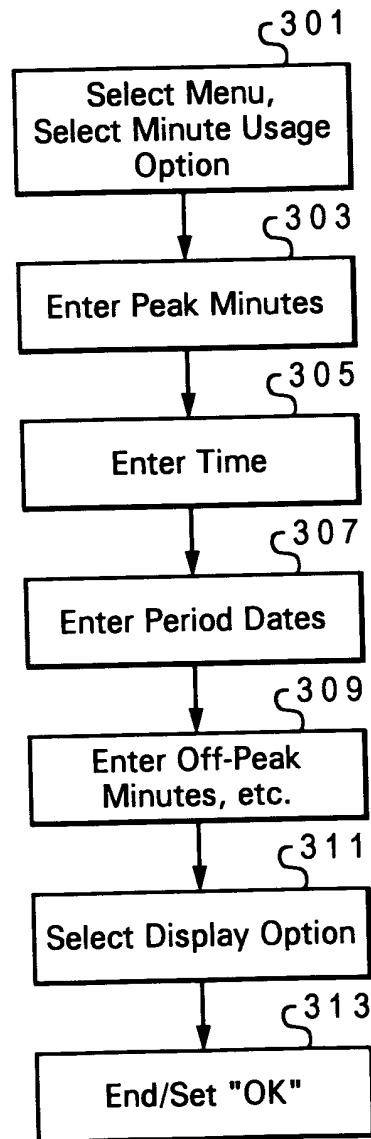 301
Select Menu,
Select Minute Usage
Option
303
Enter Peak Minutes
305
Enter Time
307
Enter Period Dates
309
Enter Off-Peak
Minutes, etc.
311
Select Display Option
313
End/Set "OK"